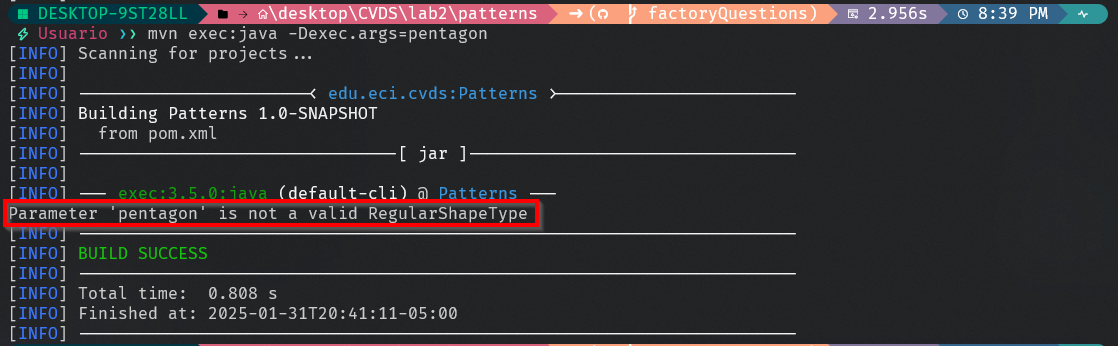 DESKTOP-9ST28LL → \desktop\CVDS\lab2\patterns →( factoryQuestions) 2.956s 8:39 PM
Usuario ❯❯ mvn exec:java -Dexec.args=pentagon
[INFO] Scanning for projects...
[INFO]
[INFO] ──────────────────────< edu.eci.cvds:Patterns >───────────────────────
[INFO] Building Patterns 1.0-SNAPSHOT
[INFO]   from pom.xml
[INFO] ────────────────────────────────[ jar ]─────────────────────────────────
[INFO]
[INFO] ─── exec:3.5.0:java (default-cli) @ Patterns ───
Parameter 'pentagon' is not a valid RegularShapeType
[INFO] ────────────────────────────────────────────────────────────────────────
[INFO] BUILD SUCCESS
[INFO] ────────────────────────────────────────────────────────────────────────
[INFO] Total time:  0.808 s
[INFO] Finished at: 2025-01-31T20:41:11-05:00
[INFO] ────────────────────────────────────────────────────────────────────────